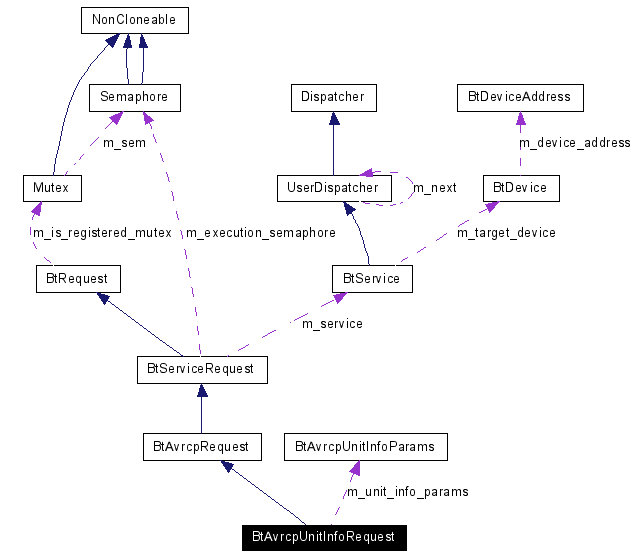 NonCloneable
Semaphore
Dispatcher
BtDeviceAddress
m_sem
m_device_address
Mutex
UserDispatcher
m_next
BtDevice
m_is_registered_mutex
m_execution_semaphore
m_target_device
BtRequest
BtService
m_service
BtServiceRequest
BtAvrcpRequest
BtAvrcpUnitInfoParams
m_unit_info_params
BtAvrcpUnitInfoRequest